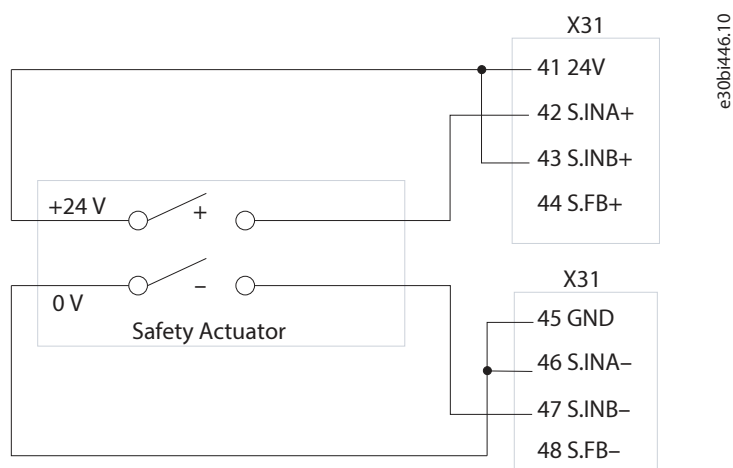 X31
41 24V
42 S.INA+
43 S.INB+
44 S.FB+
+24 V
+
–
0 V
Safety Actuator
X31
45 GND
46 S.INA–
47 S.INB–
48 S.FB–
e30bi446.10